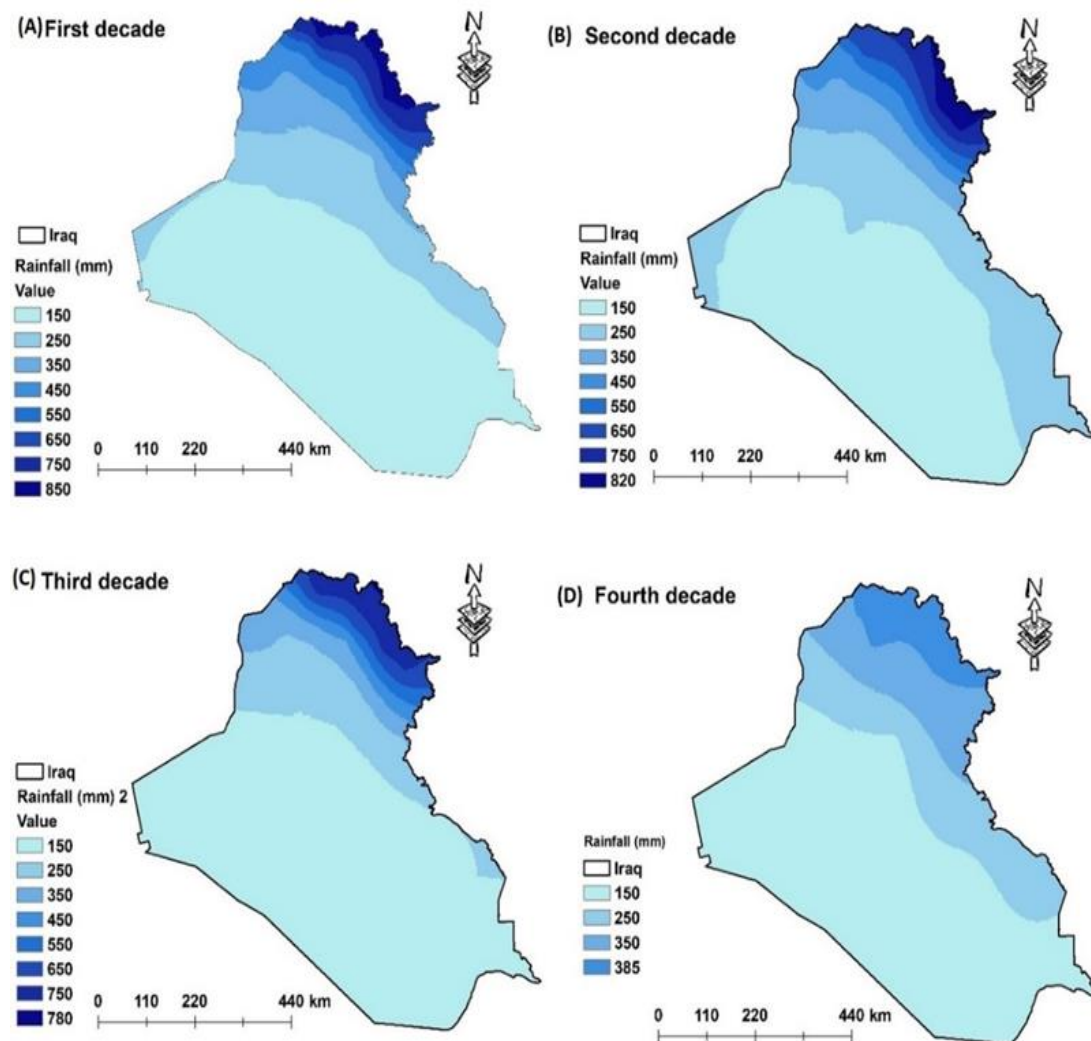 (A) First decade
N
Iraq
Rainfall (mm)
Value
150
250
350
450
550
650
750
850
0 110 220 440 km
(B) Second decade
N
Iraq
Rainfall (mm)
Value
150
250
350
450
550
650
750
820
0 110 220 440 km
(C) Third decade
N
Iraq
Rainfall (mm) 2
Value
150
250
350
450
550
650
750
780
0 110 220 440 km
(D) Fourth decade
N
Rainfall (mm)
Iraq
150
250
350
385
0 110 220 440 km